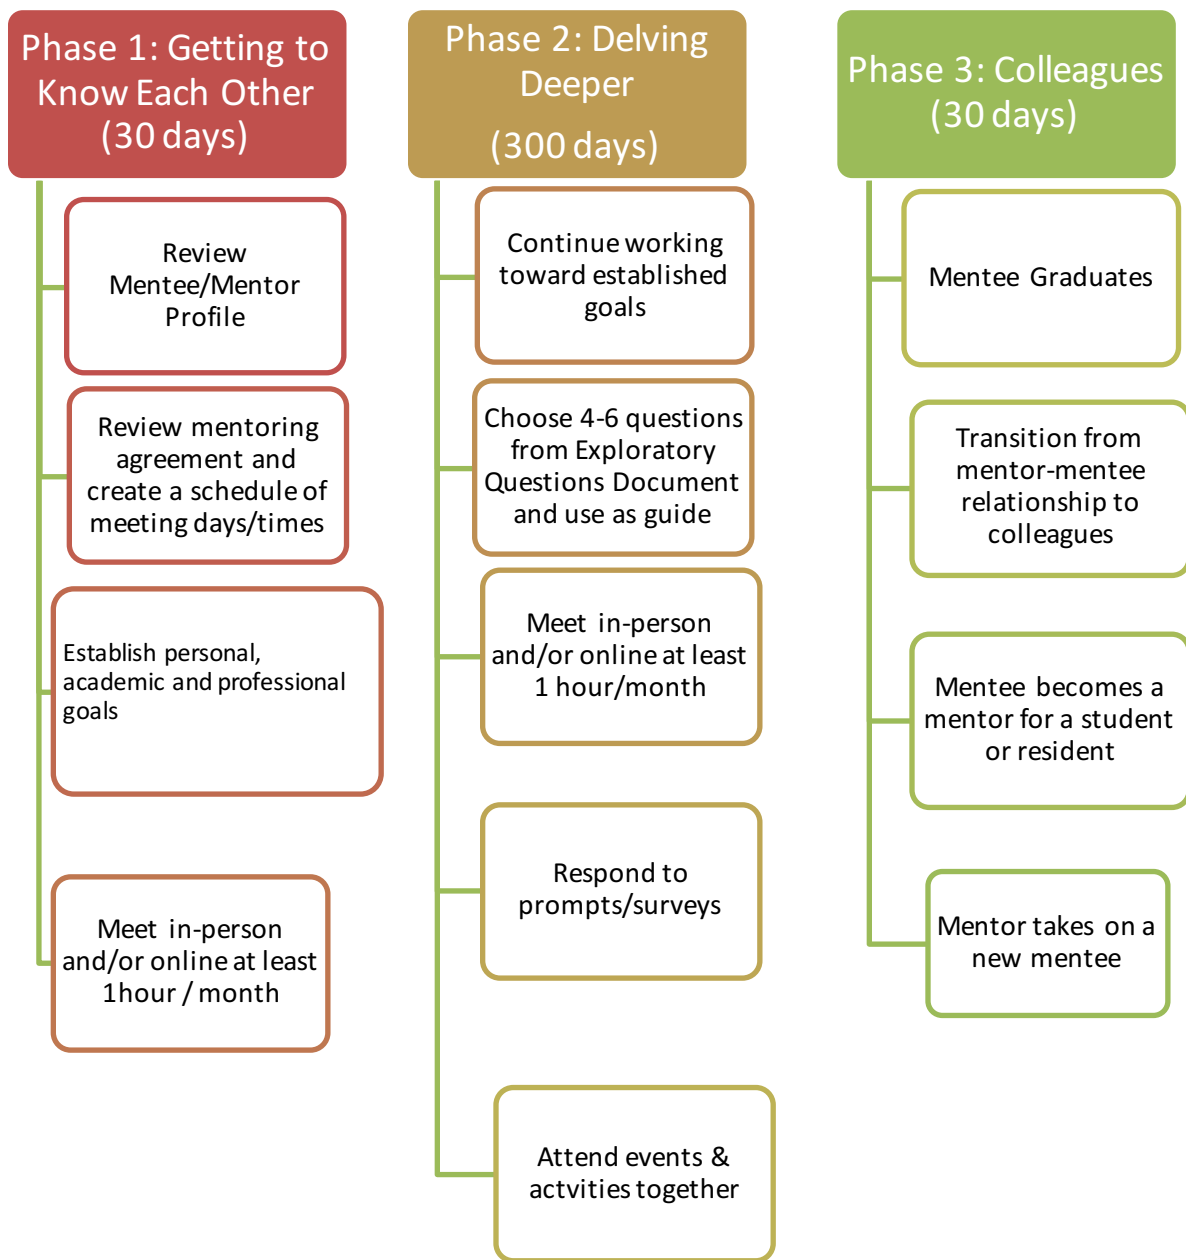 Phase 1: Getting to
Know Each Other
(30 days)
Review
Mentee/Mentor
Profile
Review mentoring
agreement and
create a schedule of
meeting days/times
Establish personal,
academic and professional
goals
Meet in-person
and/or online at least
1hour / month
Phase 2: Delving
Deeper
(300 days)
Continue working
toward established
goals
Choose 4-6 questions
from Exploratory
Questions Document
and use as guide
Meet in-person
and/or online at least
1 hour/month
Respond to
prompts/surveys
Attend events &
actvities together
Phase 3: Colleagues
(30 days)
Mentee Graduates
Transition from
mentor-mentee
relationship to
colleagues
Mentee becomes a
mentor for a student
or resident
Mentor takes on a
new mentee